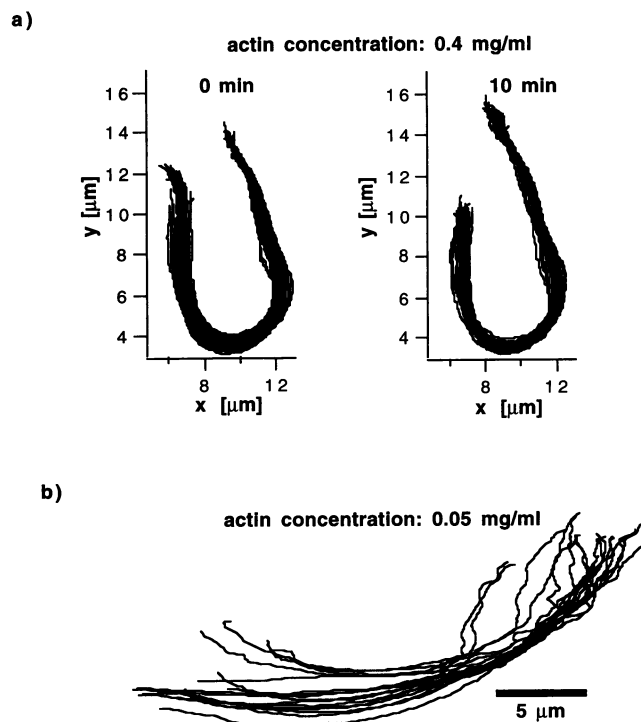 a)
actin concentration: 0.4 mg/ml
0 min
10 min
16
14
12
10
8
6
4
y [μm]
8 12
x [μm]
16
14
12
10
8
6
4
y [μm]
8 12
x [μm]
b)
actin concentration: 0.05 mg/ml
5 μm